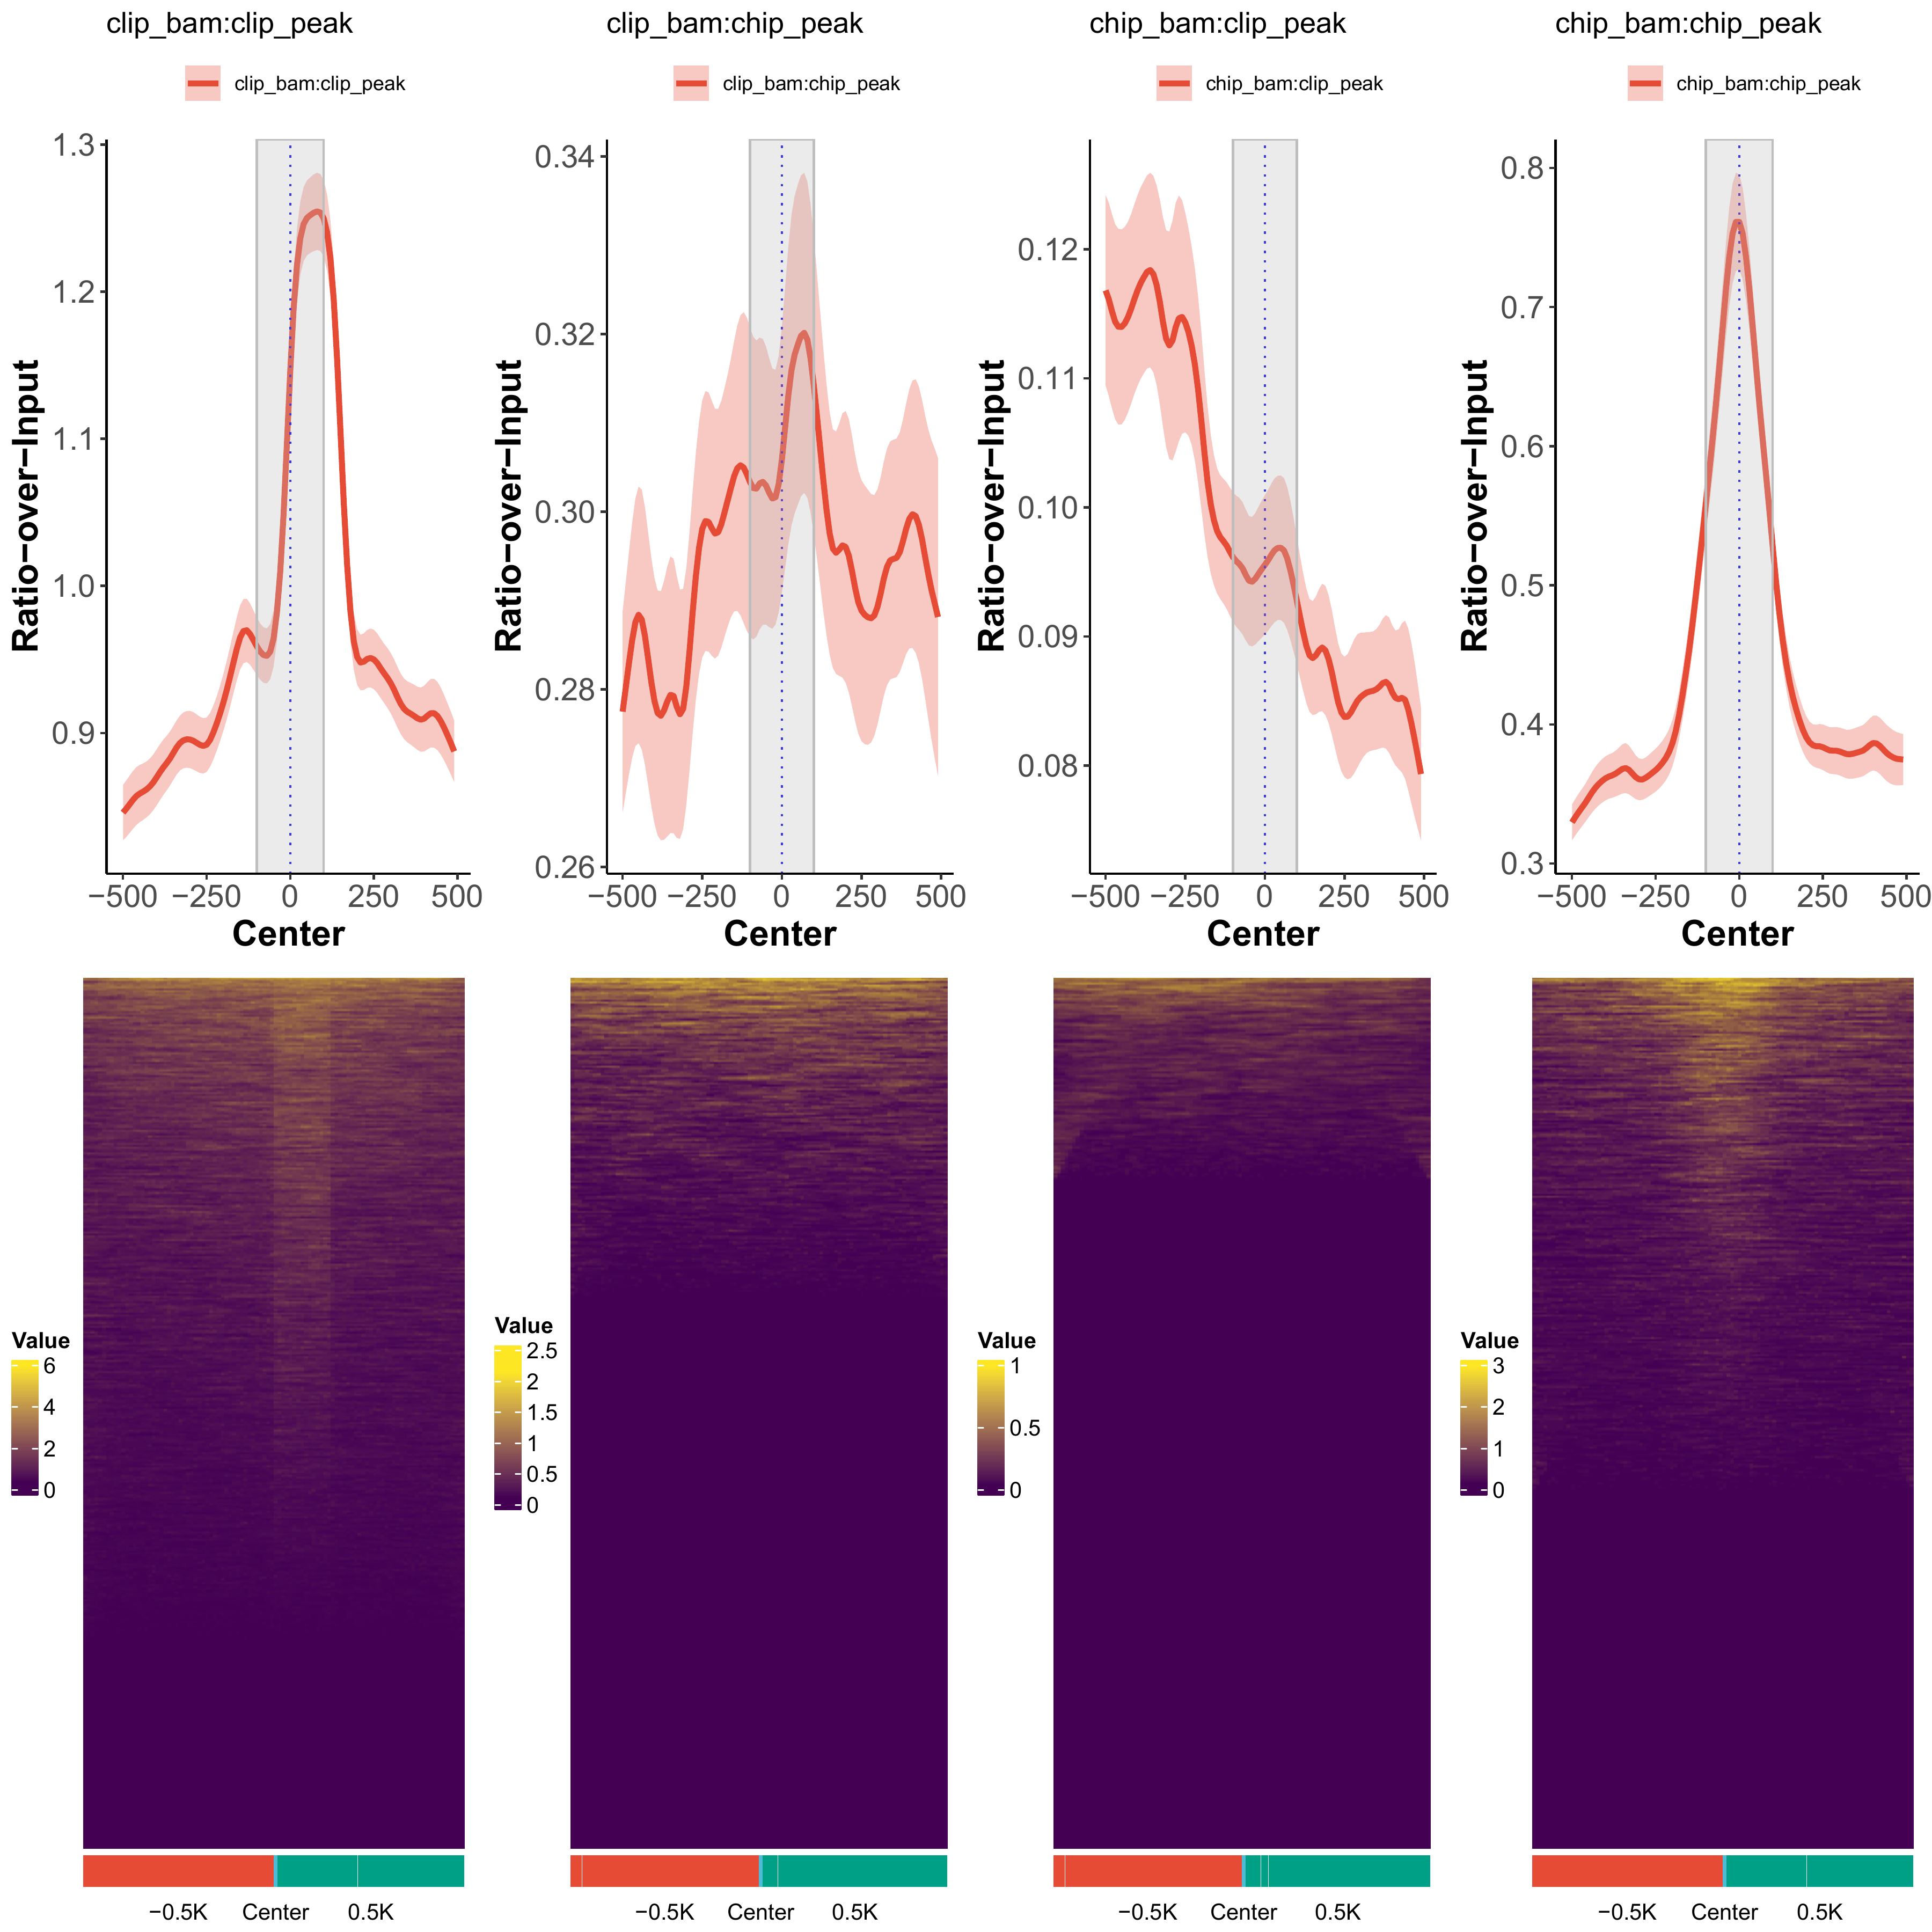 clip_bam:clip_peak
clip_bam:chip_peak
chip_bam:clip_peak
chip_bam:chip_peak
clip_bam:clip_peak
clip_bam:chip_peak
chip_bam:clip_peak
chip_bam:chip_peak
Ratio−over−Input
1.3
1.2
1.1
1.0
0.9
−500 −250 0 250 500
Center
Ratio−over−Input
0.34
0.32
0.30
0.28
0.26
−500 −250 0 250 500
Center
Ratio−over−Input
0.12
0.11
0.10
0.09
0.08
−500 −250 0 250 500
Center
Ratio−over−Input
0.8
0.7
0.6
0.5
0.4
0.3
−500 −250 0 250 500
Center
Value
6
4
2
0
−0.5K Center 0.5K
Value
2.5
2
1.5
1
0.5
0
−0.5K Center 0.5K
Value
1
0.5
0
−0.5K Center 0.5K
Value
3
2
1
0
−0.5K Center 0.5K